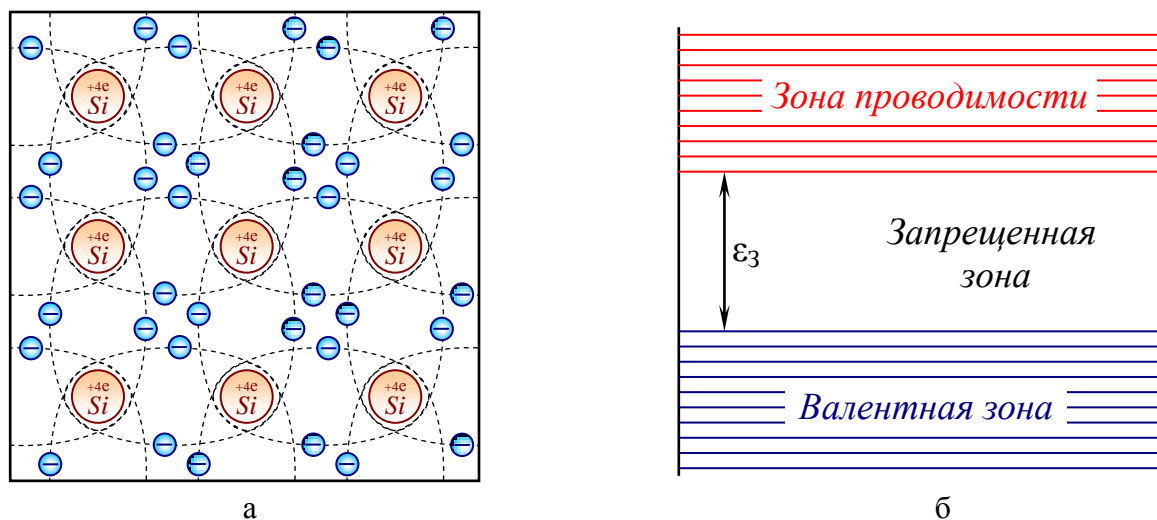 +4e +4e +4e
Si Si Si
+4e +4e +4e
Si Si Si
+4e +4e +4e
Si Si Si
а
Зона проводимости
ε₃
Запрещенная
зона
Валентная зона
б